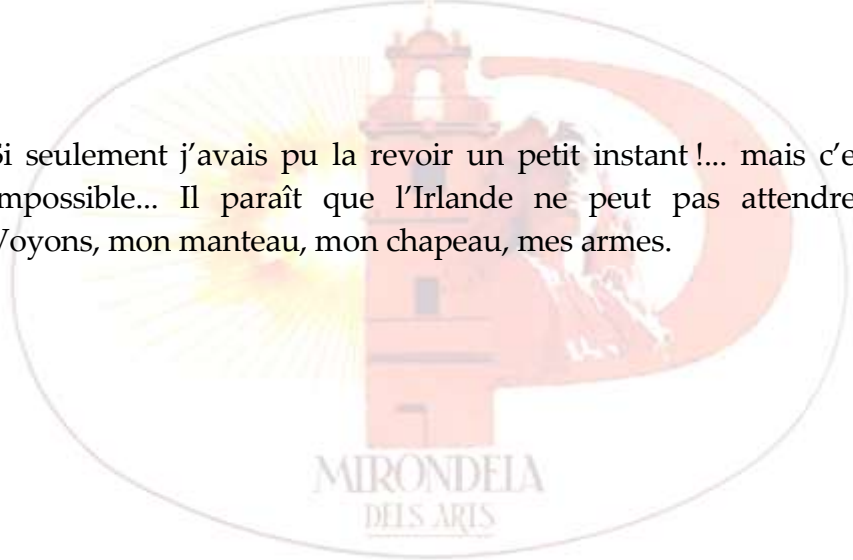 Si seulement j’avais pu la revoir un petit instant !... mais c’e
mpossible... Il paraît que l’Irlande ne peut pas attendre
Voyons, mon manteau, mon chapeau, mes armes.
MIRONDELA
DELS ARTS